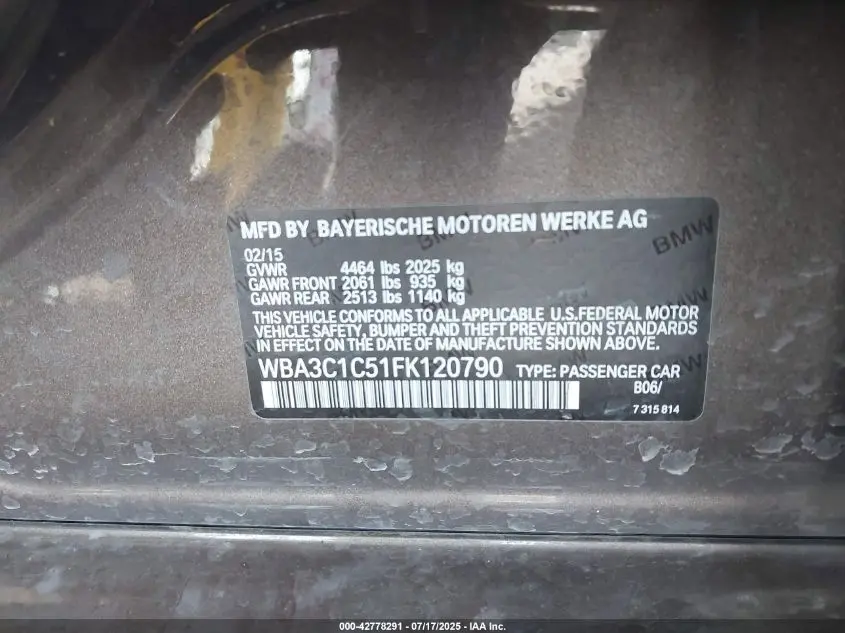 MFD BY BAYERISCHE MOTOREN WERKE AG
BMW
02/15
GVWR 4464 lbs 2025 kg
GAWR FRONT 2061 lbs 935 kg
GAWR REAR 2513 lbs 1140 kg
THIS VEHICLE CONFORMS TO ALL APPLICABLE U.S.FEDERAL MOTOR
VEHICLE SAFETY, BUMPER AND THEFT PREVENTION STANDARDS
IN EFFECT ON THE DATE OF MANUFACTURE SHOWN ABOVE.
WBA3C1C51FK120790 TYPE: PASSENGER CAR
B06/
7 315 814
000-42778291 - 07/17/2025 - IAA Inc.